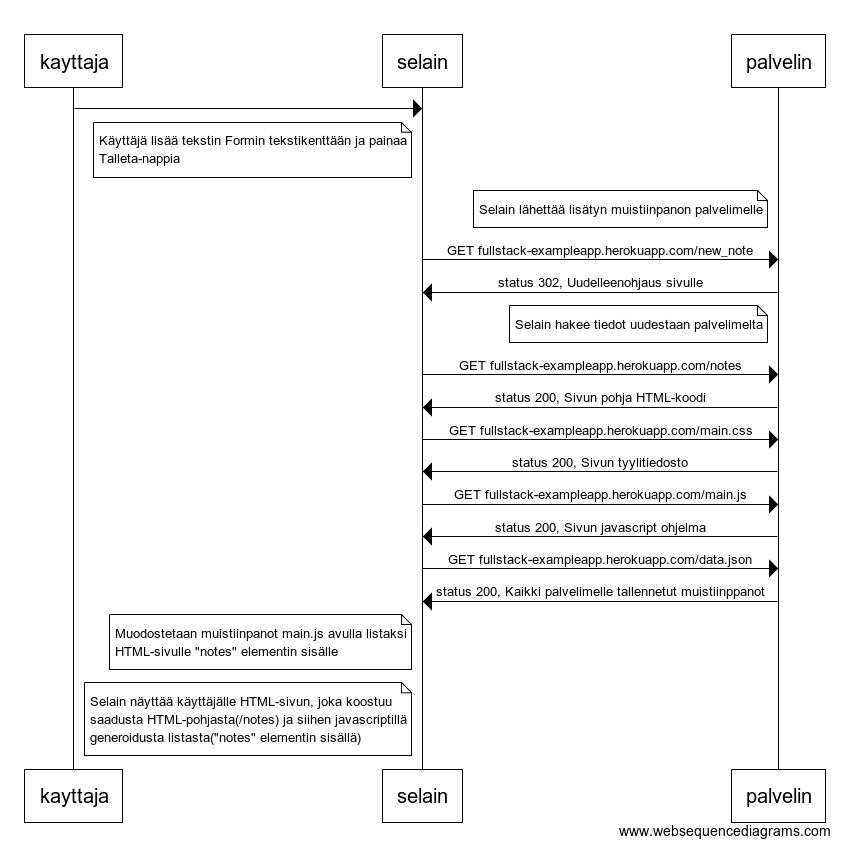 kayttaja
selain
palvelin
Käyttäjä lisää tekstin Formin tekstikenttään ja painaa
Talleta-nappia
Selain lähettää lisätyn muistiinpanon palvelimelle
GET fullstack-exampleapp.herokuapp.com/new_note
status 302, Uudelleenohjaus sivulle
Selain hakee tiedot uudestaan palvelimelta
GET fullstack-exampleapp.herokuapp.com/notes
status 200, Sivun pohja HTML-koodi
GET fullstack-exampleapp.herokuapp.com/main.css
status 200, Sivun tyylitiedosto
GET fullstack-exampleapp.herokuapp.com/main.js
status 200, Sivun javascript ohjelma
GET fullstack-exampleapp.herokuapp.com/data.json
status 200, Kaikki palvelimelle tallennetut muistiinppanot
Muodostetaan muistiinpanot main.js avulla listaksi
HTML-sivulle "notes" elementin sisälle
Selain näyttää käyttäjälle HTML-sivun, joka koostuu
saadusta HTML-pohjasta(/notes) ja siihen javascriptillä
generoidusta listasta("notes" elementin sisällä)
kayttaja
selain
palvelin
www.websequencediagrams.com